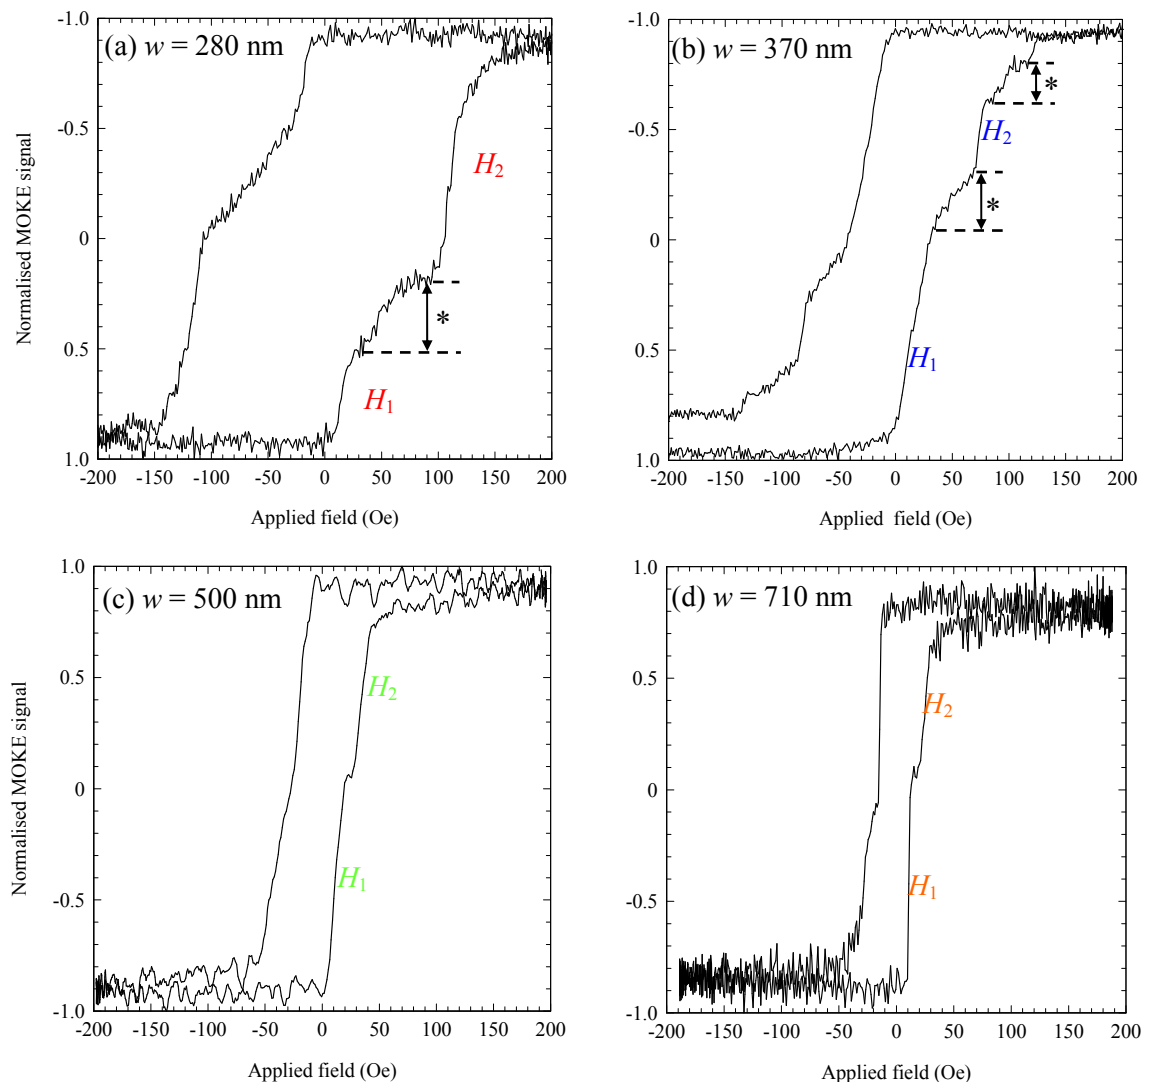 (a) w = 280 nm
-1.0
-0.5
0
0.5
1.0
Normalised MOKE signal
H2
*
H1
-200 -150 -100 -50 0 50 100 150 200
Applied field (Oe)
(b) w = 370 nm
-1.0
-0.5
0
0.5
1.0
*
H2
*
H1
-200 -150 -100 -50 0 50 100 150 200
Applied field (Oe)
(c) w = 500 nm
1.0
0.5
0
-0.5
-1.0
Normalised MOKE signal
H2
H1
-200 -150 -100 -50 0 50 100 150 200
Applied field (Oe)
(d) w = 710 nm
1.0
0.5
0
-0.5
-1.0
H2
H1
-200 -150 -100 -50 0 50 100 150 200
Applied field (Oe)